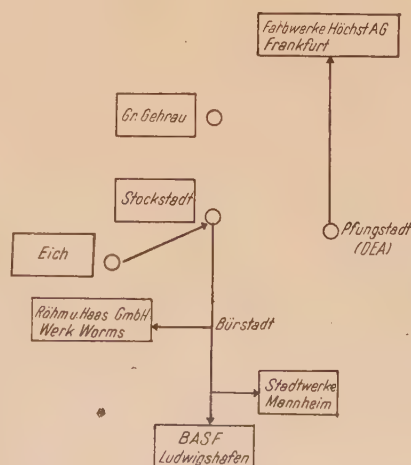 Farbwerke Höchst AG
Frankfurt
Gr. Gehrau
Stockstadt
Pfungstadt
(DEA)
Eich
Röhm u. Haas GmbH
Werk Worms
Bürstadt
Stadtwerke
Mannheim
BASF
Ludwigshafen